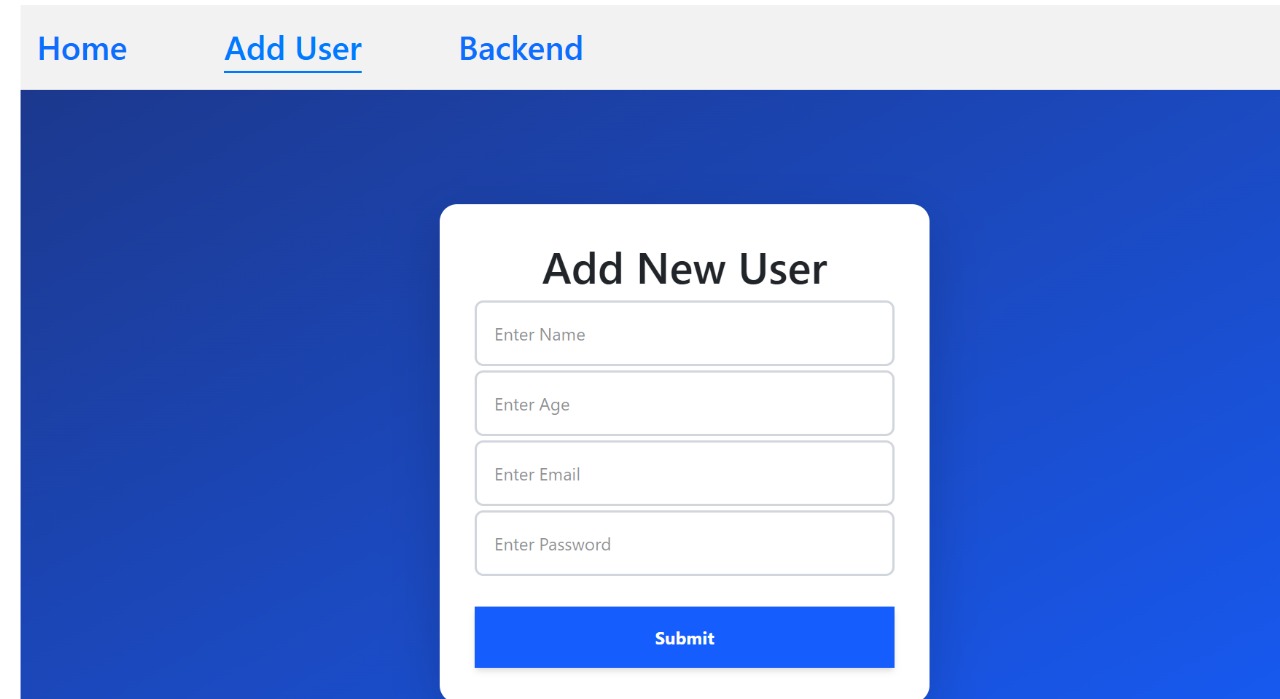 Home Add User Backend
Add New User
Enter Name
Enter Age
Enter Email
Enter Password
Submit